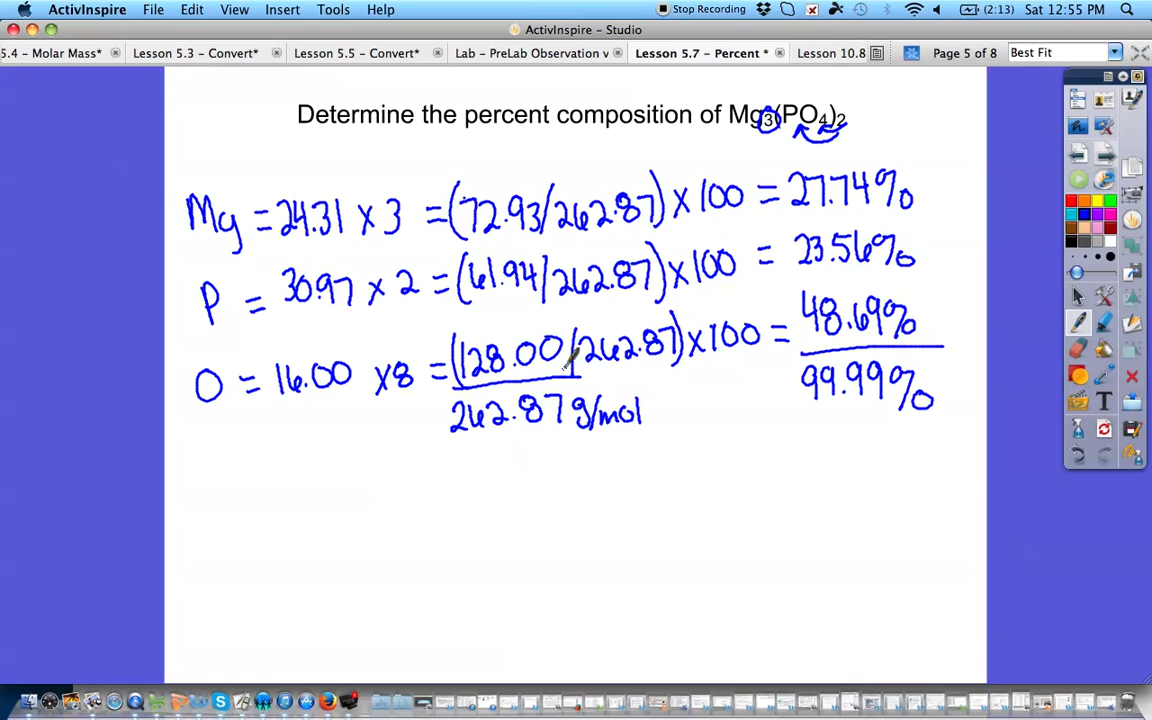 ActivInspire File Edit View Insert Tools Help Stop Recording (2:13) Sat 12:55 PM
ActivInspire - Studio
5.4 - Molar Mass* Lesson 5.3 - Convert* Lesson 5.5 - Convert* Lab - PreLab Observation v Lesson 5.7 - Percent * Lesson 10.8 Page 5 of 8 Best Fit
Determine the percent composition of Mg₃(PO₄)₂
Mg = 24.31 x 3 = (72.93/262.87) x 100 = 27.74%
P = 30.97 x 2 = (61.94/262.87) x 100 = 23.56%
O = 16.00 x 8 = (128.00/262.87) x 100 = 48.69%
262.87 g/mol 99.99%